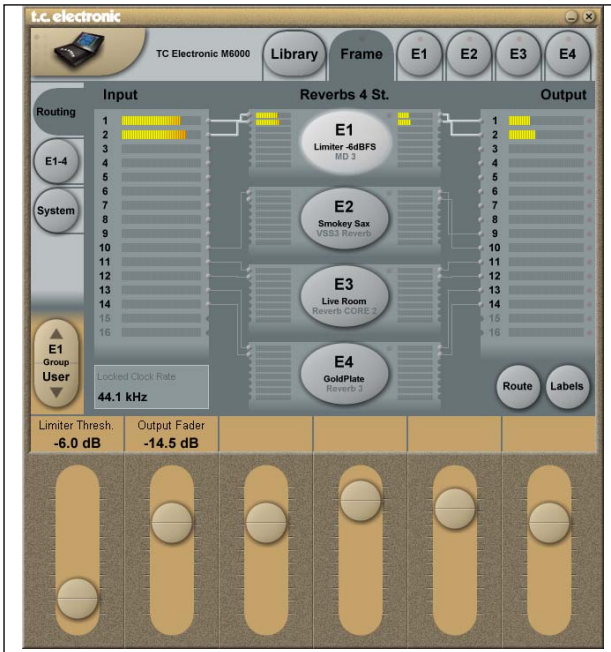 t.c. electronic
TC Electronic M6000
Library
Frame
E1
E2
E3
E4
Routing
E1-4
System
Input
Reverbs 4 St.
Output
1
2
3
4
5
6
7
8
9
10
11
12
13
14
15
16
E1
Limiter -6dBFS
MD 3
E2
Smokey Sax
VSS3 Reverb
E3
Live Room
Reverb CORE 2
E4
GoldPlate
Reverb 3
1
2
3
4
5
6
7
8
9
10
11
12
13
14
15
16
E1
Group
User
Locked Clock Rate
44.1 kHz
Route
Labels
Limiter Thresh.
-6.0 dB
Output Fader
-14.5 dB